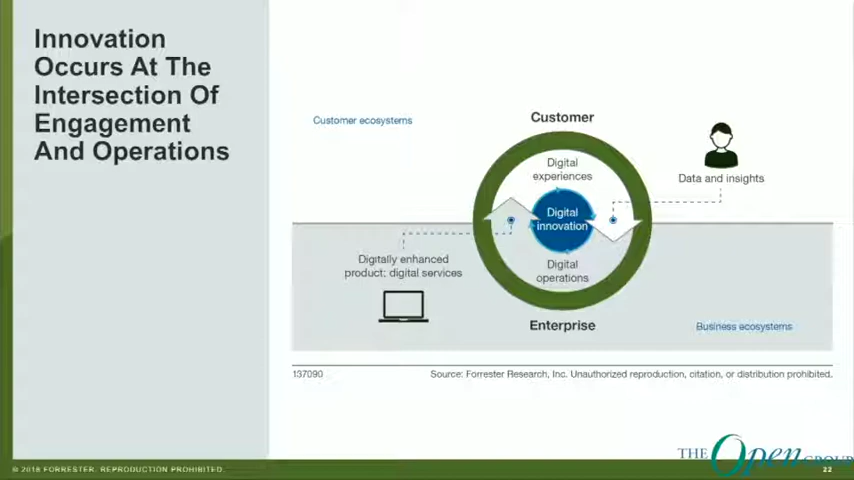 Innovation
Occurs At The
Intersection Of
Engagement
And Operations
Customer ecosystems
Customer
Digital
experiences
Data and insights
Digital
innovation
Digitally enhanced
product; digital services
Digital
operations
Enterprise
Business ecosystems
137090
Source: Forrester Research, Inc. Unauthorized reproduction, citation, or distribution prohibited.
THE Open GROUP
© 2018 FORRESTER. REPRODUCTION PROHIBITED.
22